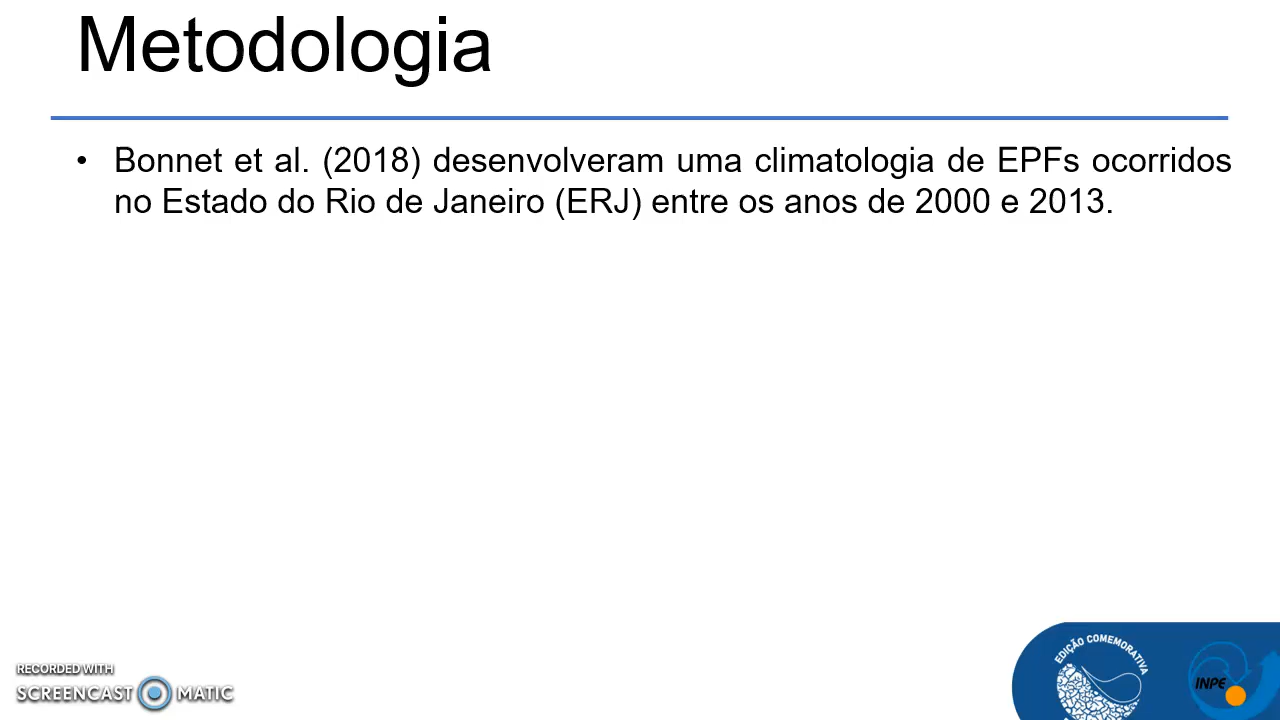 Metodologia
• Bonnet et al. (2018) desenvolveram uma climatologia de EPFs ocorridos
no Estado do Rio de Janeiro (ERJ) entre os anos de 2000 e 2013.
EDIÇÃO COMEMORATIVA
INPE
RECORDED WITH
SCREENCAST MATIC